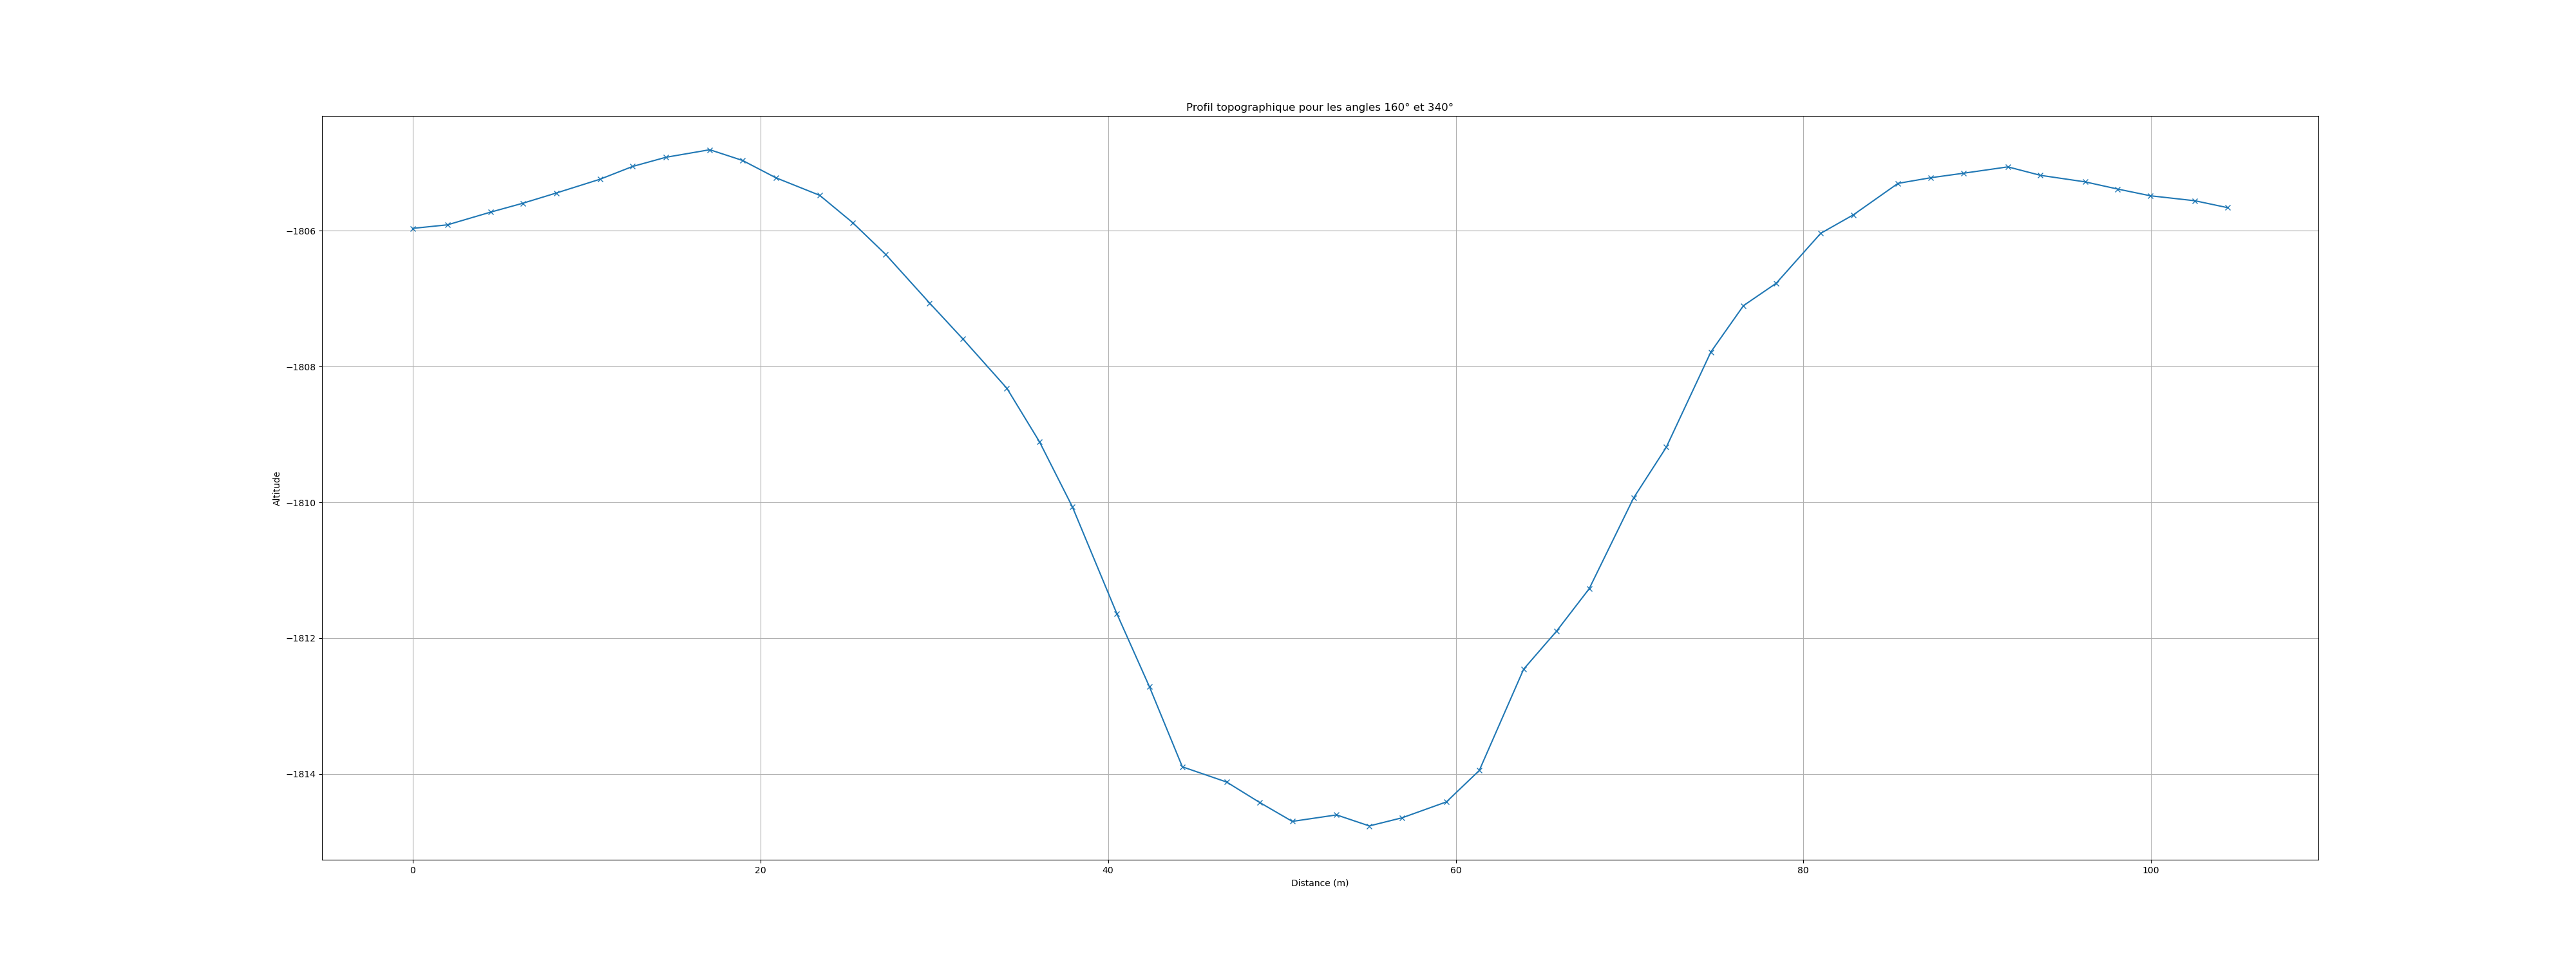 Profil topographique pour les angles 160° et 340°
Altitude
−1806
−1808
−1810
−1812
−1814
0 20 40 60 80 100
Distance (m)